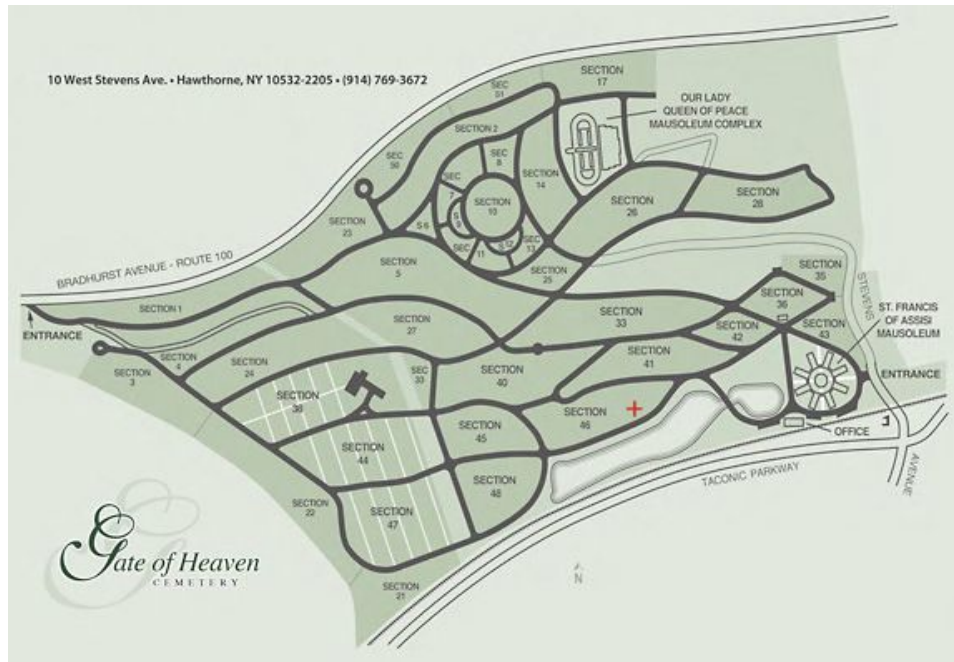 10 West Stevens Ave. • Hawthorne, NY 10532-2205 • (914) 769-3672
SECTION
17
SEC
51
OUR LADY
QUEEN OF PEACE
MAUSOLEUM COMPLEX
SECTION 2
SEC
50
SEC
8
SECTION
14
SEC
7
SECTION
10
S
9
S 6
SECTION
26
SECTION
28
SECTION
23
SEC
11
S 12
SEC
13
SECTION
25
SECTION
5
BRADHURST AVENUE - ROUTE 100
SECTION
35
SECTION
36
STEVENS
ST. FRANCIS
OF ASSISI
MAUSOLEUM
SECTION 1
ENTRANCE
SECTION
27
SECTION
33
SECTION
42
SECTION
43
SECTION
3
SECTION
4
SECTION
24
SEC
33
SECTION
40
SECTION
41
ENTRANCE
SECTION
38
SECTION
46
SECTION
45
OFFICE
SECTION
44
SECTION
48
TACONIC PARKWAY
AVENUE
SECTION
22
SECTION
47
Gate of Heaven
CEMETERY
SECTION
21
N